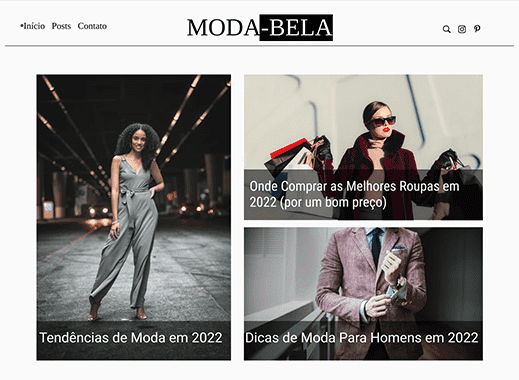 •Início Posts Contato
MODA-BELA
Tendências de Moda em 2022
Onde Comprar as Melhores Roupas em
2022 (por um bom preço)
Dicas de Moda Para Homens em 2022